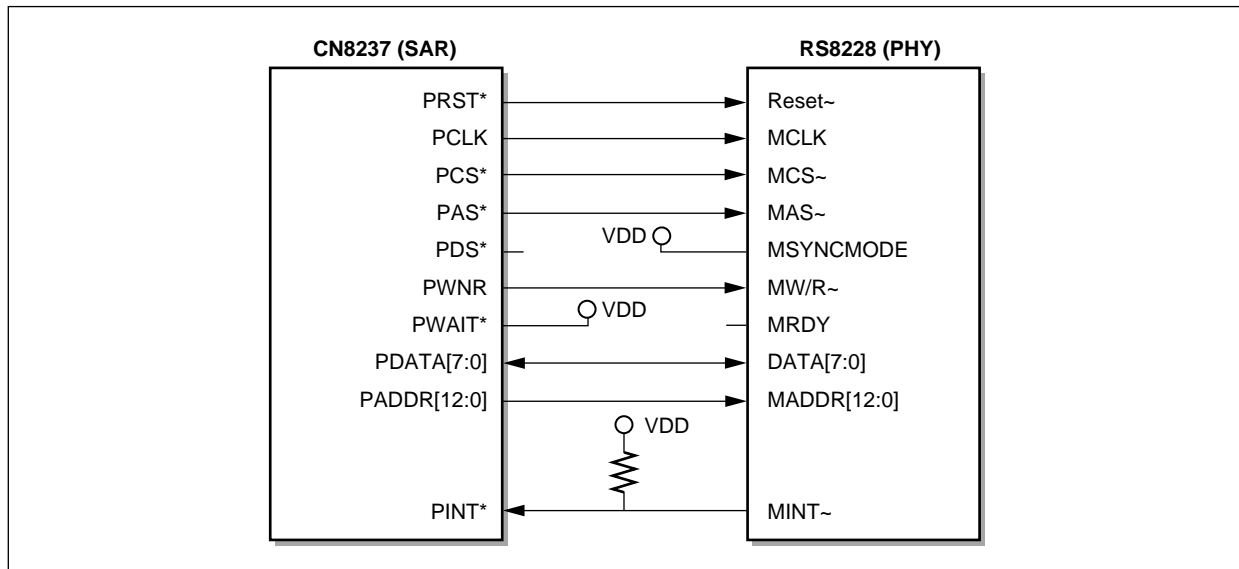 CN8237 (SAR) RS8228 (PHY)
PRST* Reset~
PCLK MCLK
PCS* MCS~
PAS* MAS~
PDS* VDD MSYNCMODE
PWNR MW/R~
PWAIT* VDD MRDY
PDATA[7:0] DATA[7:0]
PADDR[12:0] MADDR[12:0]
VDD
PINT* MINT~